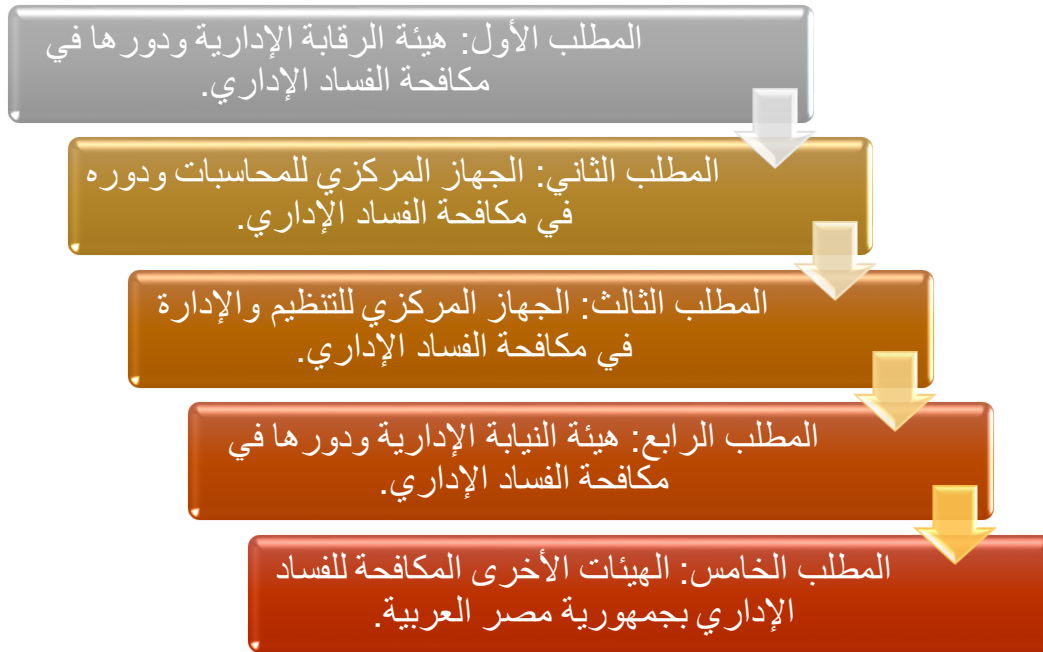 المطلب الأول: هيئة الرقابة الإدارية ودورها في
مكافحة الفساد الإداري.
المطلب الثاني: الجهاز المركزي للمحاسبات ودوره
في مكافحة الفساد الإداري.
المطلب الثالث: الجهاز المركزي للتنظيم والإدارة
في مكافحة الفساد الإداري.
المطلب الرابع: هيئة النيابة الإدارية ودورها في
مكافحة الفساد الإداري.
المطلب الخامس: الهيئات الأخرى المكافحة للفساد
الإداري بجمهورية مصر العربية.